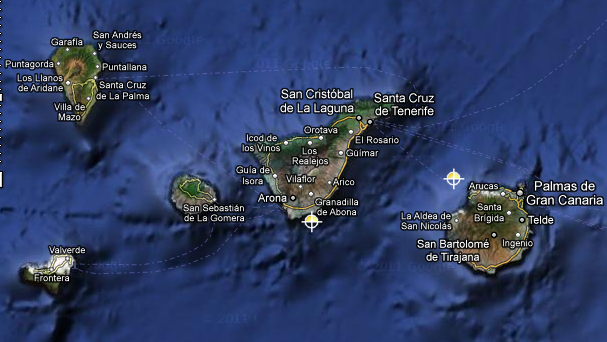 Garafía
San Andrés
y Sauces
Puntagorda
Puntallana
Los Llanos
de Aridane
Santa Cruz
de La Palma
Villa de
Mazo
San Cristóbal
de La Laguna
Santa Cruz
de Tenerife
Orotava
Icod de
los Vinos
El Rosario
Los
Realejos
Güímar
Guía de
Isora
Vilaflor
Arico
Arona
Granadilla
de Abona
San Sebastián
de La Gomera
Valverde
Frontera
Arucas
Palmas de
Gran Canaria
Santa
Brigida
La Aldea de
San Nicolás
Telde
San Bartolomé
de Tirajana
Ingenio